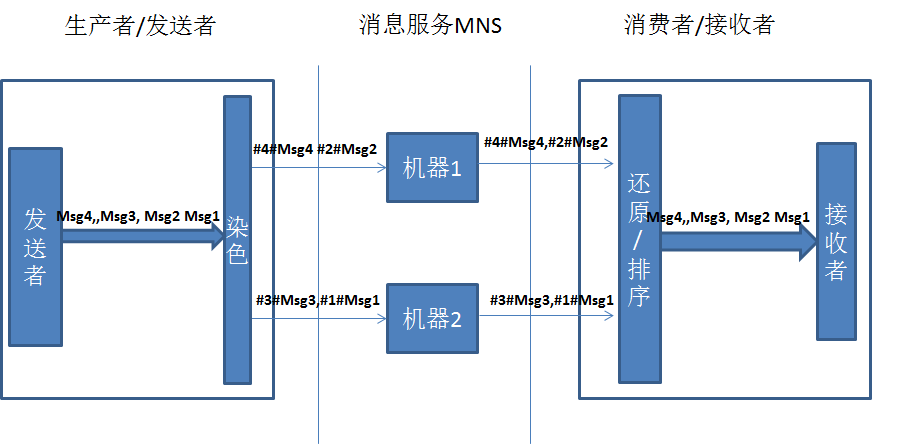 生产者/发送者
消息服务MNS
消费者/接收者
#4#Msg4 #2#Msg2
#4#Msg4,#2#Msg2
机器1
发送者
Msg4,,Msg3, Msg2 Msg1
染色
还原/排序
Msg4,,Msg3, Msg2 Msg1
接收者
#3#Msg3,#1#Msg1
#3#Msg3,#1#Msg1
机器2